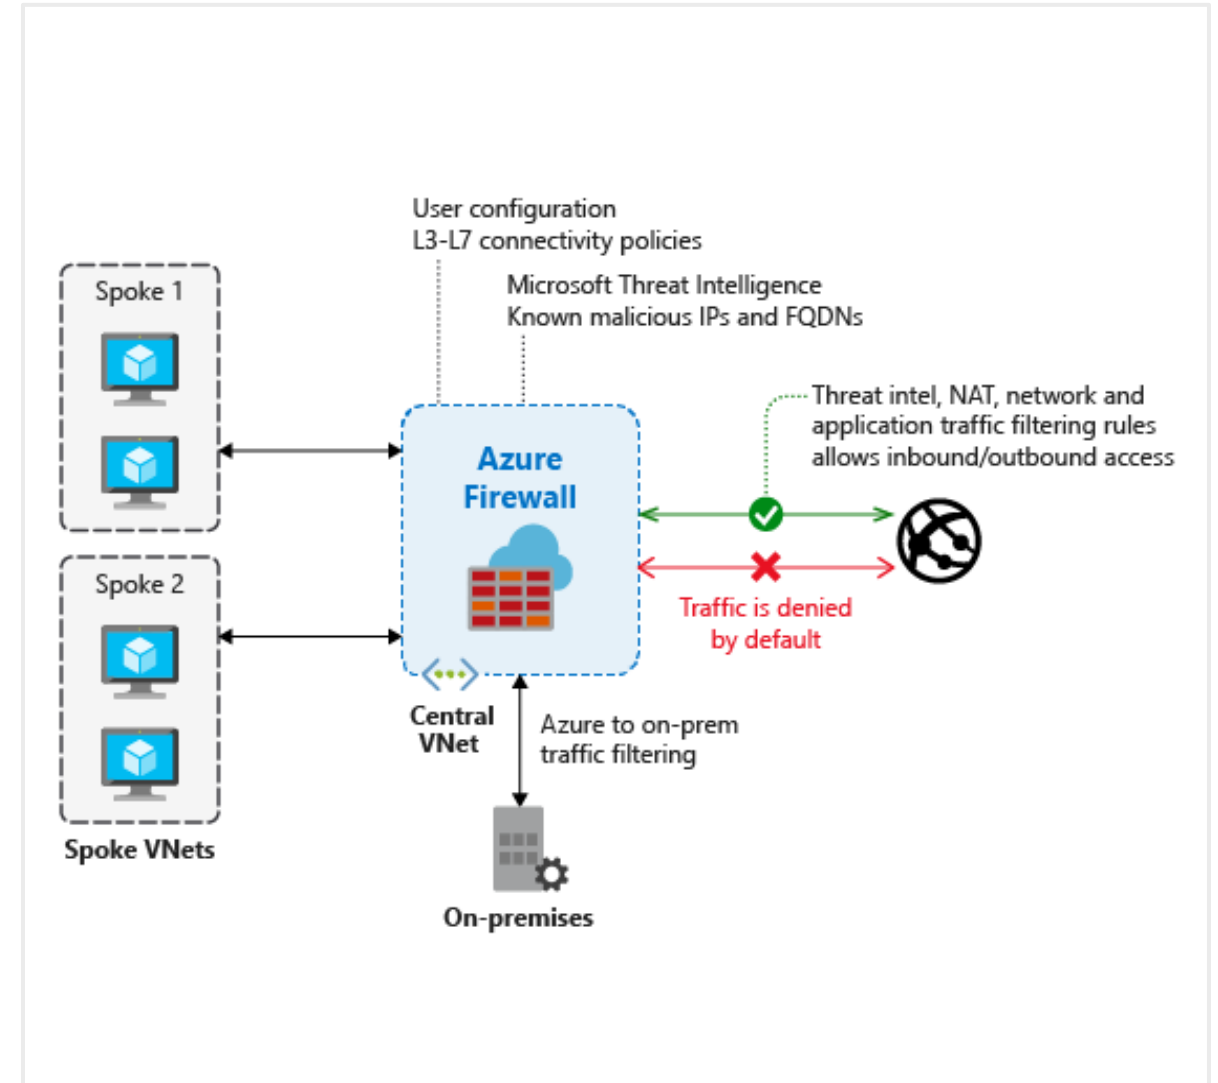 User configuration
L3-L7 connectivity policies
Microsoft Threat Intelligence
Known malicious IPs and FQDNs
Spoke 1
Threat intel, NAT, network and
application traffic filtering rules
allows inbound/outbound access
Azure
Firewall
Spoke 2
Traffic is denied
by default
Central
VNet
Azure to on-prem
traffic filtering
Spoke VNets
On-premises